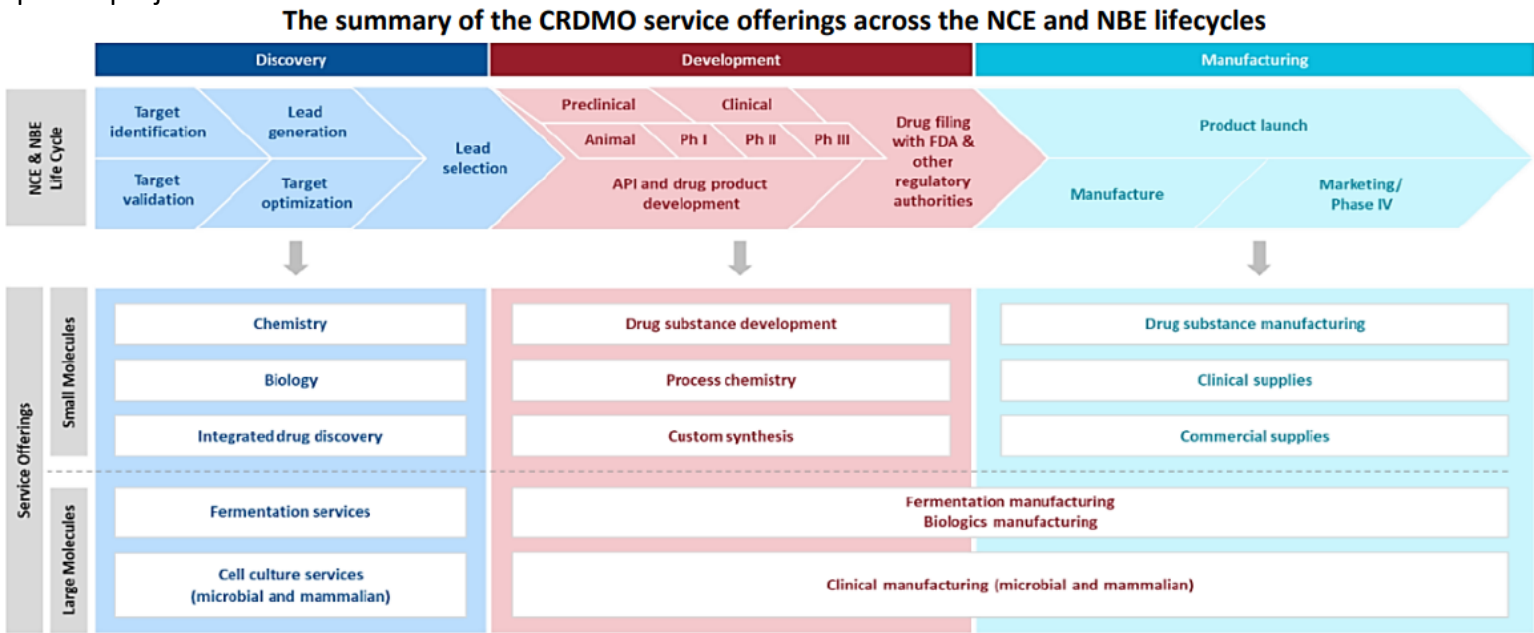 The summary of the CRDMO service offerings across the NCE and NBE lifecycles
Discovery
Development
Manufacturing
NCE & NBE
Life Cycle
Target
identification
Lead
generation
Target
validation
Target
optimization
Lead
selection
Preclinical
Clinical
Animal
Ph I
Ph II
Ph III
API and drug product
development
Drug filing
with FDA &
other
regulatory
authorities
Product launch
Manufacture
Marketing/
Phase IV
Service Offerings
Small Molecules
Chemistry
Drug substance development
Drug substance manufacturing
Biology
Process chemistry
Clinical supplies
Integrated drug discovery
Custom synthesis
Commercial supplies
Large Molecules
Fermentation services
Fermentation manufacturing
Biologics manufacturing
Cell culture services
(microbial and mammalian)
Clinical manufacturing (microbial and mammalian)